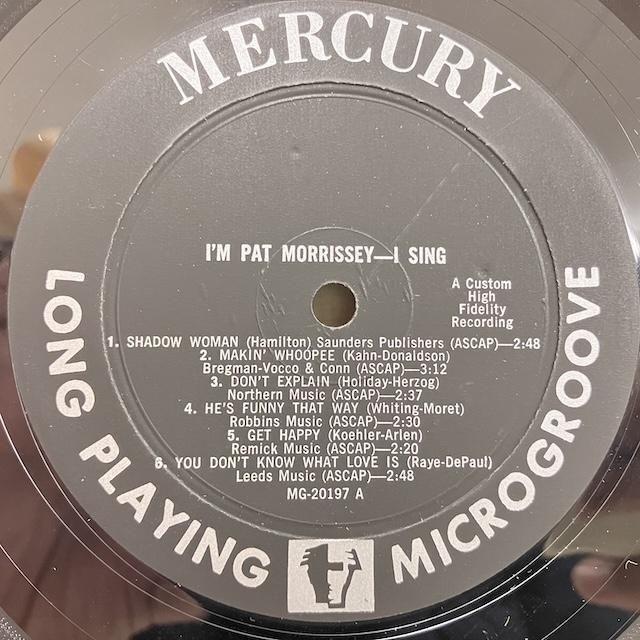 MERCURY
I'M PAT MORRISSEY—I SING
A Custom
High
Fidelity
Recording
1. SHADOW WOMAN (Hamilton) Saunders Publishers (ASCAP)—2:48
2. MAKIN' WHOOPEE (Kahn-Donaldson)
Bregman-Vocco & Conn (ASCAP)—3:12
3. DON'T EXPLAIN (Holiday-Herzog)
Northern Music (ASCAP)—2:37
4. HE'S FUNNY THAT WAY (Whiting-Moret)
Robbins Music (ASCAP)—2:30
5. GET HAPPY (Koehler-Arlen)
Remick Music (ASCAP)—2:20
6. YOU DON'T KNOW WHAT LOVE IS (Raye-DePaul)
Leeds Music (ASCAP)—2:48
MG-20197 A
LONG PLAYING MICROGROOVE